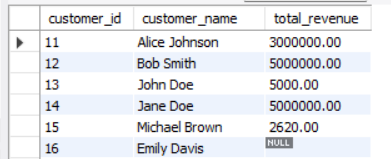 customer_id customer_name total_revenue
11 Alice Johnson 3000000.00
12 Bob Smith 5000000.00
13 John Doe 5000.00
14 Jane Doe 5000000.00
15 Michael Brown 2620.00
16 Emily Davis NULL